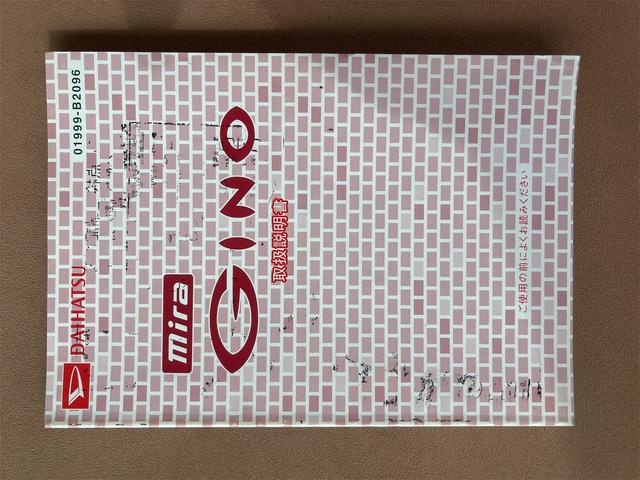 DAIHATSU
01999-B2096
mira
GINO
取扱説明書
ご使用の前によくお読みください